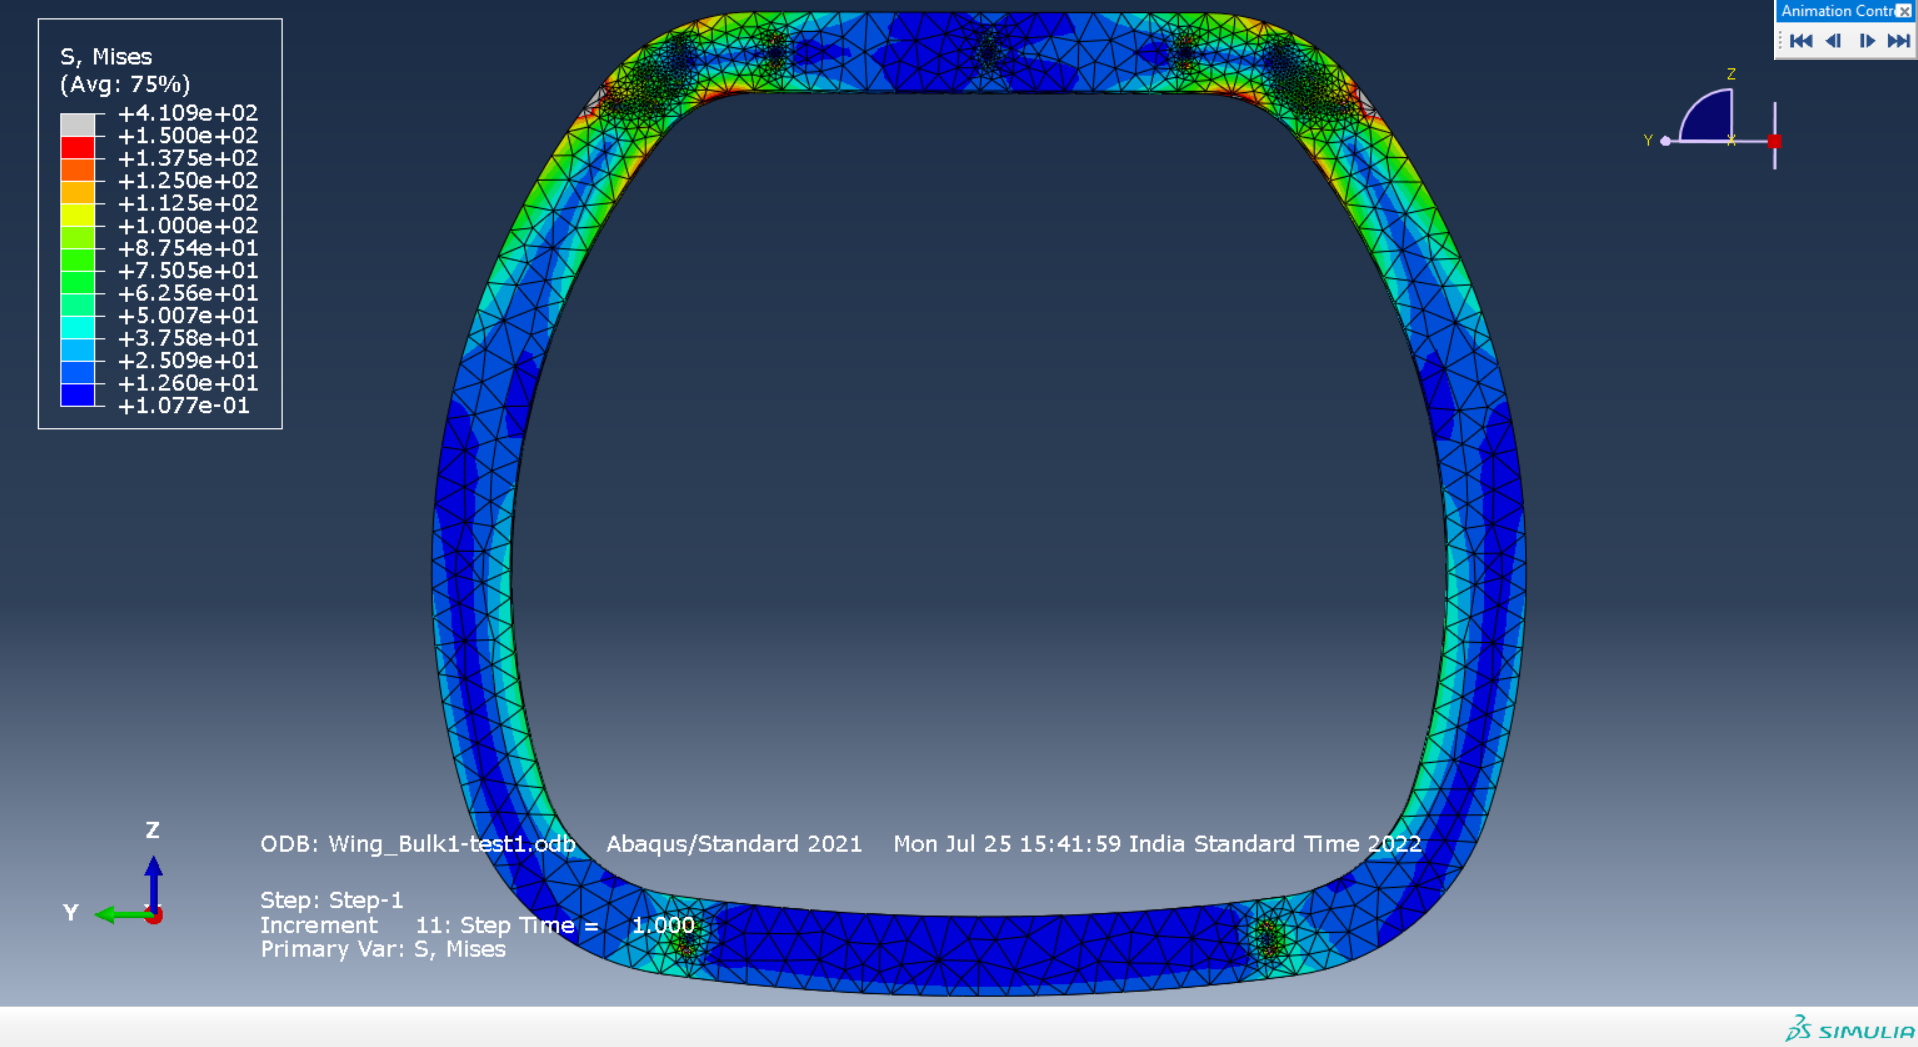 Animation Contr
S, Mises
(Avg: 75%)
+4.109e+02
+1.500e+02
+1.375e+02
+1.250e+02
+1.125e+02
+1.000e+02
+8.754e+01
+7.505e+01
+6.256e+01
+5.007e+01
+3.758e+01
+2.509e+01
+1.260e+01
+1.077e-01
Z
Y
X
Z
Y
ODB: Wing_Bulk1-test1.odb Abaqus/Standard 2021 Mon Jul 25 15:41:59 India Standard Time 2022
Step: Step-1
Increment 11: Step Time = 1.000
Primary Var: S, Mises
SIMULIA